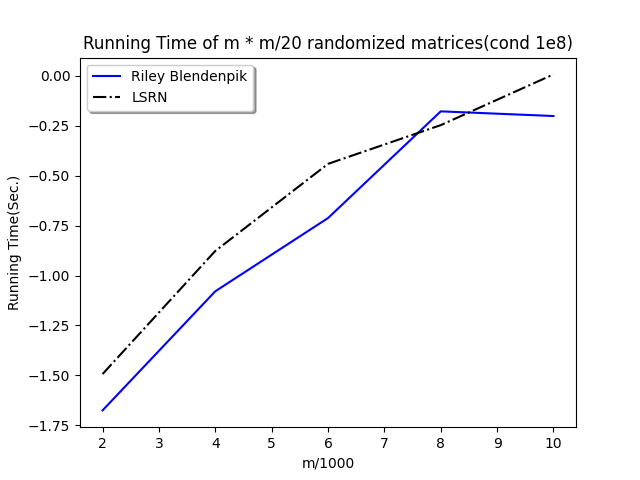 Running Time of m * m/20 randomized matrices(cond 1e8)
Riley Blendenpik
LSRN
0.00
−0.25
−0.50
−0.75
−1.00
−1.25
−1.50
−1.75
Running Time(Sec.)
2 3 4 5 6 7 8 9 10
m/1000